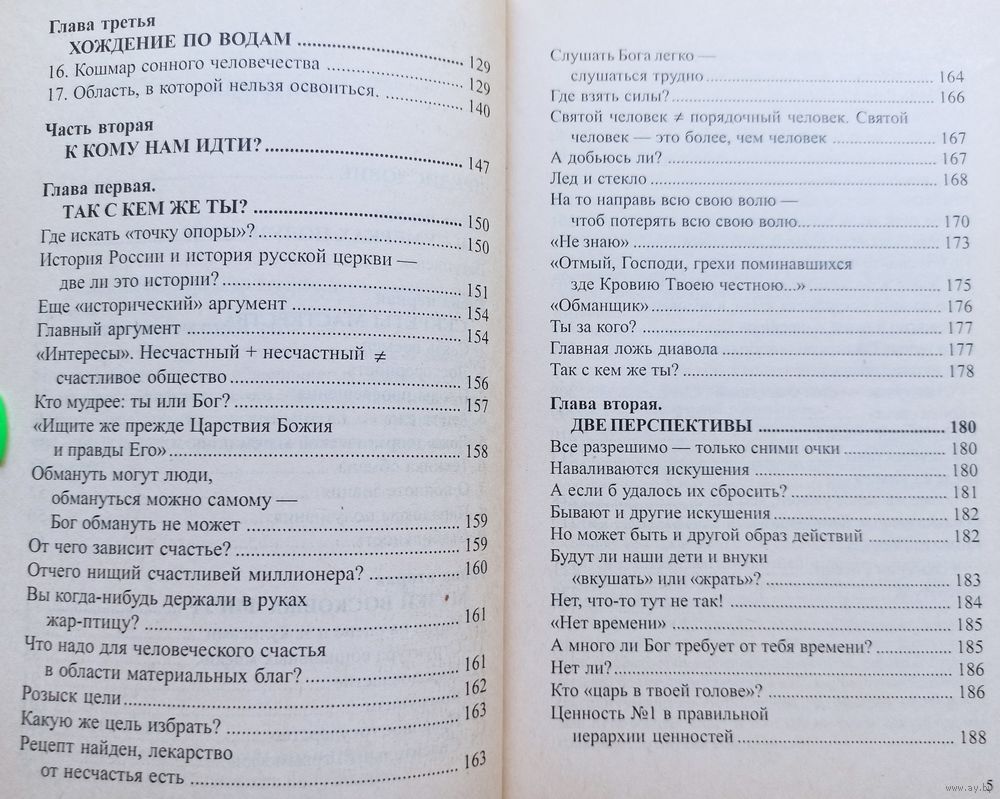 Глава третья
ХОЖДЕНИЕ ПО ВОДАМ ........ 129
16. Кошмар сонного человечества ........ 129
17. Область, в которой нельзя освоиться. ........ 140
Часть вторая
К КОМУ НАМ ИДТИ? ........ 147
Глава первая.
ТАК С КЕМ ЖЕ ТЫ? ........ 150
Где искать «точку опоры»? ........ 150
История России и история русской церкви —
две ли это истории? ........ 151
Еще «исторический» аргумент ........ 154
Главный аргумент ........ 154
«Интересы». Несчастный + несчастный ≠
счастливое общество ........ 156
Кто мудрее: ты или Бог? ........ 157
«Ищите же прежде Царствия Божия
и правды Его» ........ 158
Обмануть могут люди,
обмануться можно самому —
Бог обмануть не может ........ 159
От чего зависит счастье? ........ 159
Отчего нищий счастливей миллионера? ........ 160
Вы когда-нибудь держали в руках
жар-птицу? ........ 161
Что надо для человеческого счастья
в области материальных благ? ........ 161
Розыск цели ........ 162
Какую же цель избрать? ........ 163
Рецепт найден, лекарство
от несчастья есть ........ 163
Слушать Бога легко —
слушаться трудно ........ 164
Где взять силы? ........ 166
Святой человек ≠ порядочный человек. Святой
человек — это более, чем человек ........ 167
А добьюсь ли? ........ 167
Лед и стекло ........ 168
На то направь всю свою волю —
чтоб потерять всю свою волю ........ 170
«Не знаю» ........ 173
«Отмый, Господи, грехи поминавшихся
зде Кровию Твоею честною...» ........ 175
«Обманщик» ........ 176
Ты за кого? ........ 177
Главная ложь диавола ........ 177
Так с кем же ты? ........ 178
Глава вторая.
ДВЕ ПЕРСПЕКТИВЫ ........ 180
Все разрешимо — только сними очки ........ 180
Наваливаются искушения ........ 180
А если б удалось их сбросить? ........ 181
Бывают и другие искушения ........ 182
Но может быть и другой образ действий ........ 182
Будут ли наши дети и внуки
«вкушать» или «жрать»? ........ 183
Нет, что-то тут не так! ........ 184
«Нет времени» ........ 185
А много ли Бог требует от тебя времени? ........ 185
Нет ли? ........ 186
Кто «царь в твоей голове»? ........ 186
Ценность №1 в правильной
иерархии ценностей ........ 188
5
www.ay.by